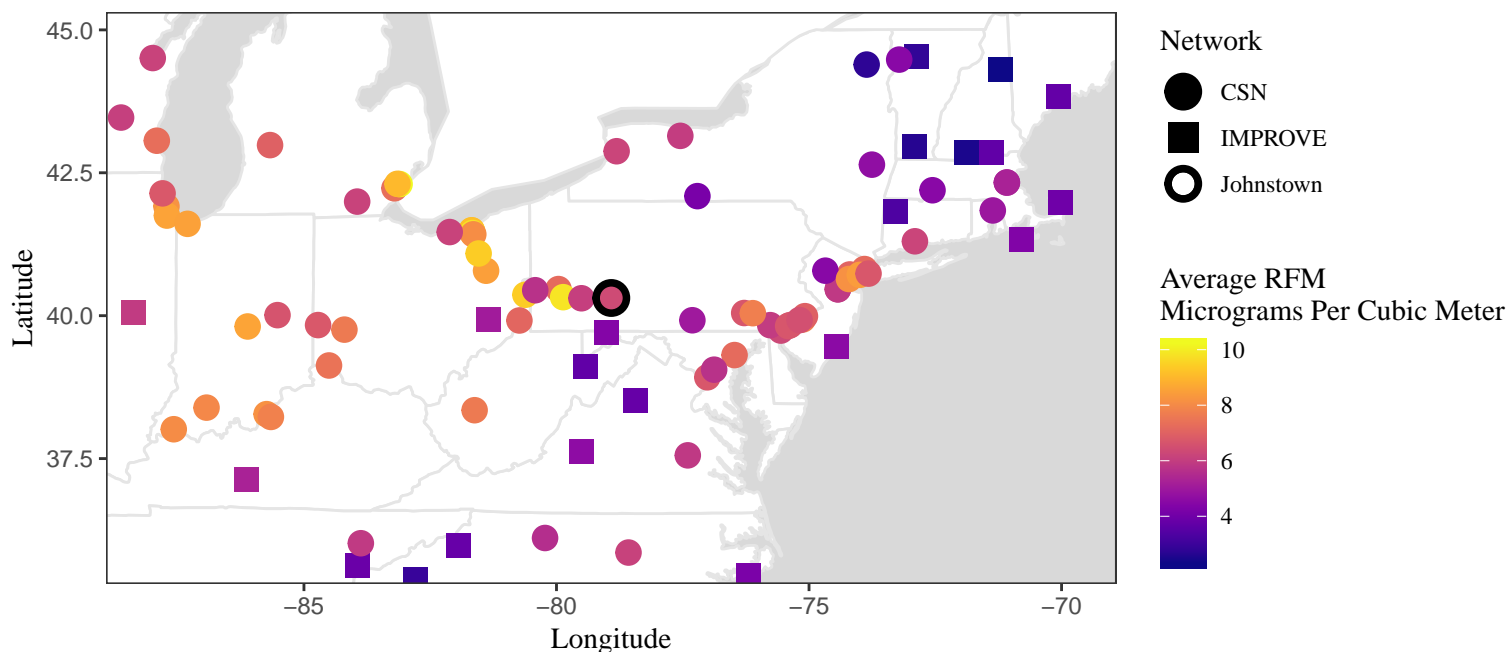 45.0
42.5
40.0
37.5
Latitude
−85
−80
−75
−70
Longitude
Network
CSN
IMPROVE
Johnstown
Average RFM
Micrograms Per Cubic Meter
10
8
6
4